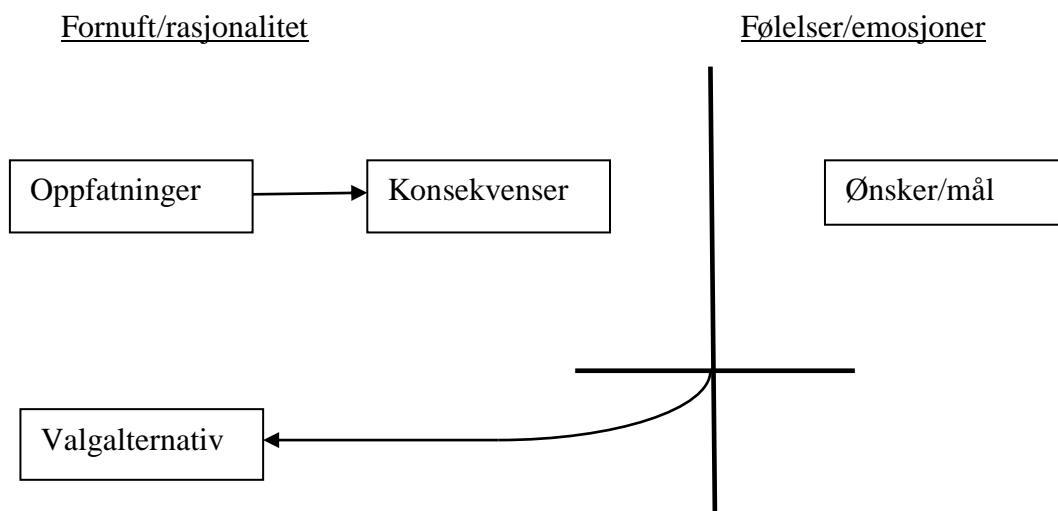 Fornuft/rasjonalitet
Følelser/emosjoner
Oppfatninger
Konsekvenser
Ønsker/mål
Valgalternativ